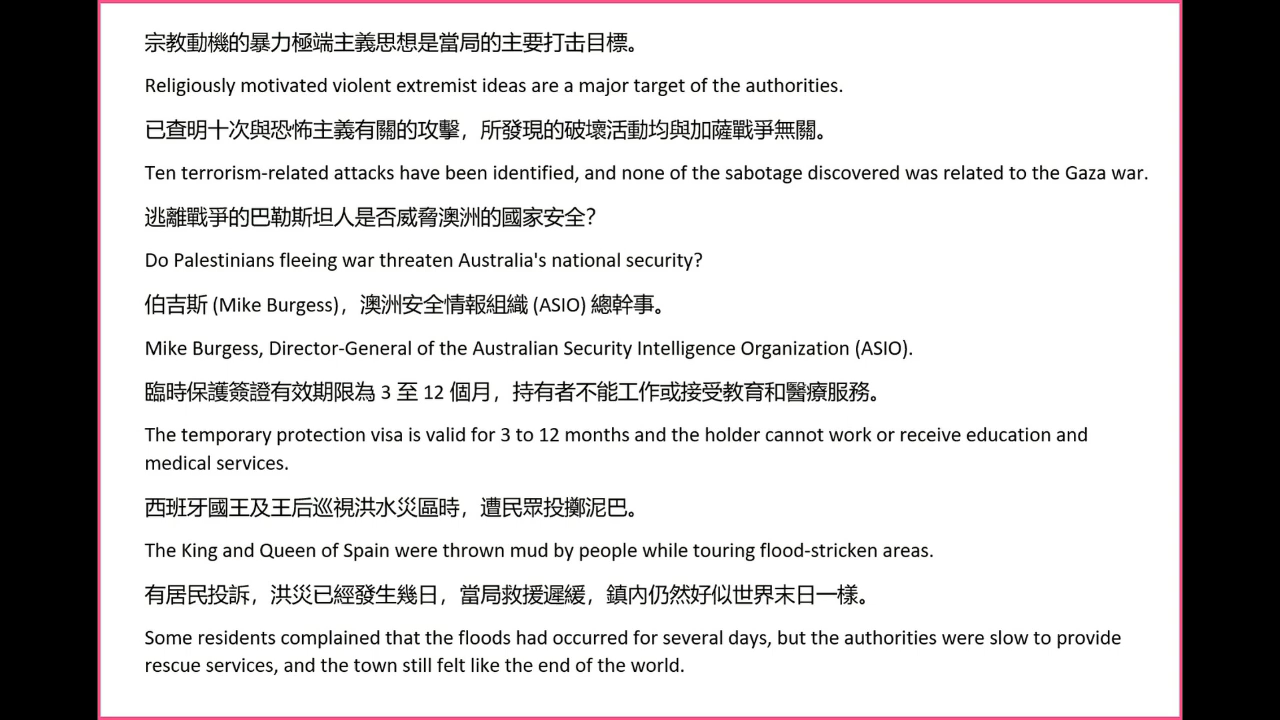 宗教動機的暴力極端主義思想是當局的主要打击目標。
Religiously motivated violent extremist ideas are a major target of the authorities.
已查明十次與恐怖主義有關的攻擊，所發現的破壞活動均與加薩戰爭無關。
Ten terrorism-related attacks have been identified, and none of the sabotage discovered was related to the Gaza war.
逃離戰爭的巴勒斯坦人是否威脅澳洲的國家安全?
Do Palestinians fleeing war threaten Australia's national security?
伯吉斯 (Mike Burgess)，澳洲安全情報組織 (ASIO) 總幹事。
Mike Burgess, Director-General of the Australian Security Intelligence Organization (ASIO).
臨時保護簽證有效期限為 3 至 12 個月，持有者不能工作或接受教育和醫療服務。
The temporary protection visa is valid for 3 to 12 months and the holder cannot work or receive education and
medical services.
西班牙國王及王后巡視洪水災區時，遭民眾投擲泥巴。
The King and Queen of Spain were thrown mud by people while touring flood-stricken areas.
有居民投訴，洪災已經發生幾日，當局救援遲緩，鎮內仍然好似世界末日一樣。
Some residents complained that the floods had occurred for several days, but the authorities were slow to provide
rescue services, and the town still felt like the end of the world.